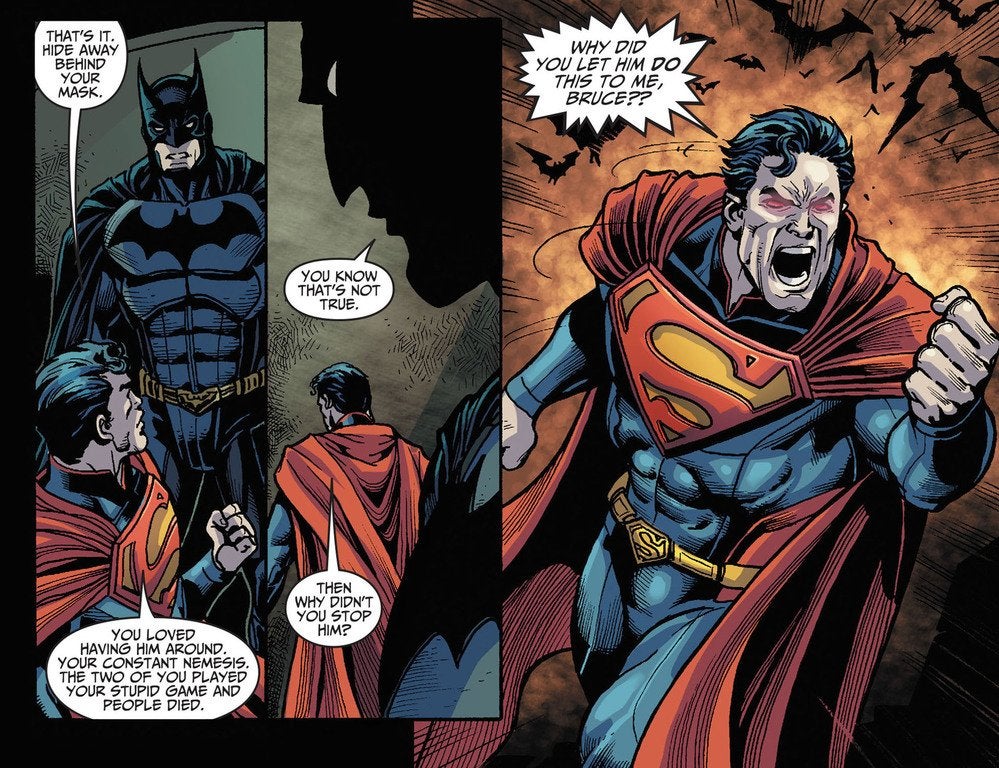 THAT'S IT.
HIDE AWAY
BEHIND
YOUR
MASK.
YOU LOVED
HAVING HIM AROUND.
YOUR CONSTANT NEMESIS.
THE TWO OF YOU PLAYED
YOUR STUPID GAME AND
PEOPLE DIED.
YOU KNOW
THAT'S NOT
TRUE.
THEN
WHY DIDN'T
YOU STOP
HIM?
WHY DID
YOU LET HIM DO
THIS TO ME,
BRUCE??